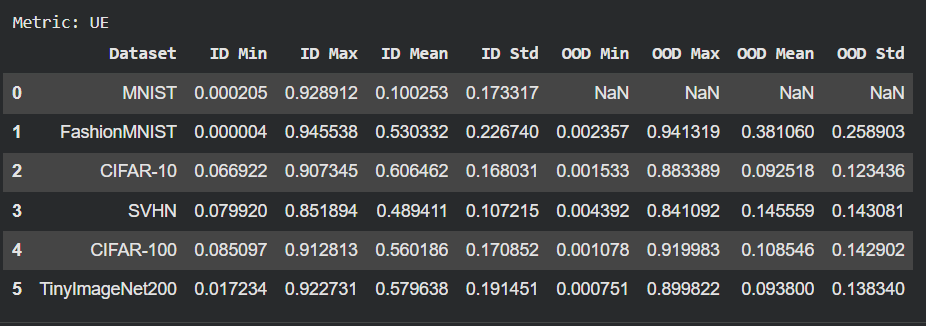 Metric: UE
Dataset ID Min ID Max ID Mean ID Std OOD Min OOD Max OOD Mean OOD Std
0 MNIST 0.000205 0.928912 0.100253 0.173317 NaN NaN NaN NaN
1 FashionMNIST 0.000004 0.945538 0.530332 0.226740 0.002357 0.941319 0.381060 0.258903
2 CIFAR-10 0.066922 0.907345 0.606462 0.168031 0.001533 0.883389 0.092518 0.123436
3 SVHN 0.079920 0.851894 0.489411 0.107215 0.004392 0.841092 0.145559 0.143081
4 CIFAR-100 0.085097 0.912813 0.560186 0.170852 0.001078 0.919983 0.108546 0.142902
5 TinyImageNet200 0.017234 0.922731 0.579638 0.191451 0.000751 0.899822 0.093800 0.138340